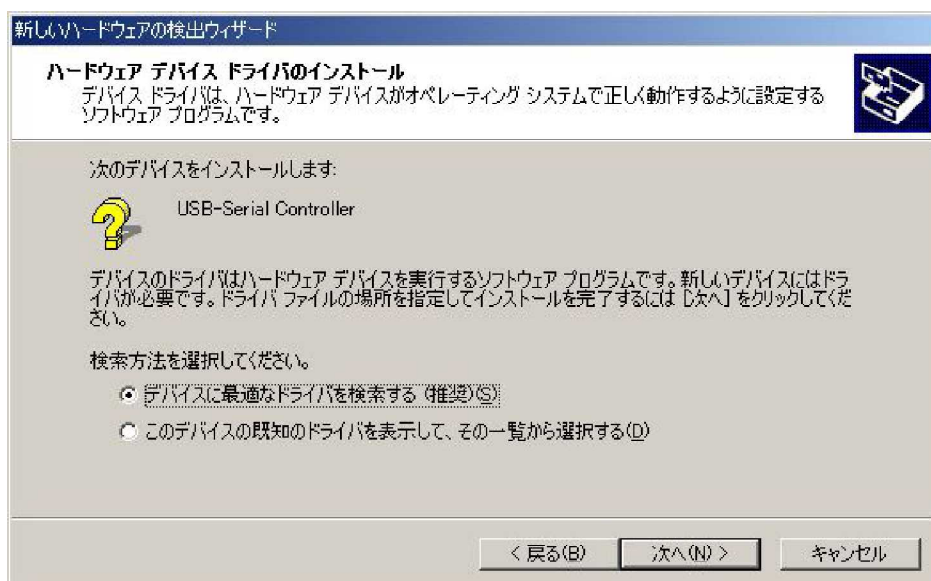 新しいハードウェアの検出ウィザード
ハードウェア デバイス ドライバのインストール
デバイス ドライバは、ハードウェア デバイスがオペレーティング システムで正しく動作するように設定する
ソフトウェア プログラムです。
次のデバイスをインストールします:
USB-Serial Controller
デバイスのドライバはハードウェア デバイスを実行するソフトウェア プログラムです。新しいデバイスにはドラ
イバが必要です。ドライバ ファイルの場所を指定してインストールを完了するには [次へ] をクリックしてくだ
さい。
検索方法を選択してください。
デバイスに最適なドライバを検索する (推奨)(S)
このデバイスの既知のドライバを表示して、その一覧から選択する(D)
< 戻る(B) 次へ(N) > キャンセル